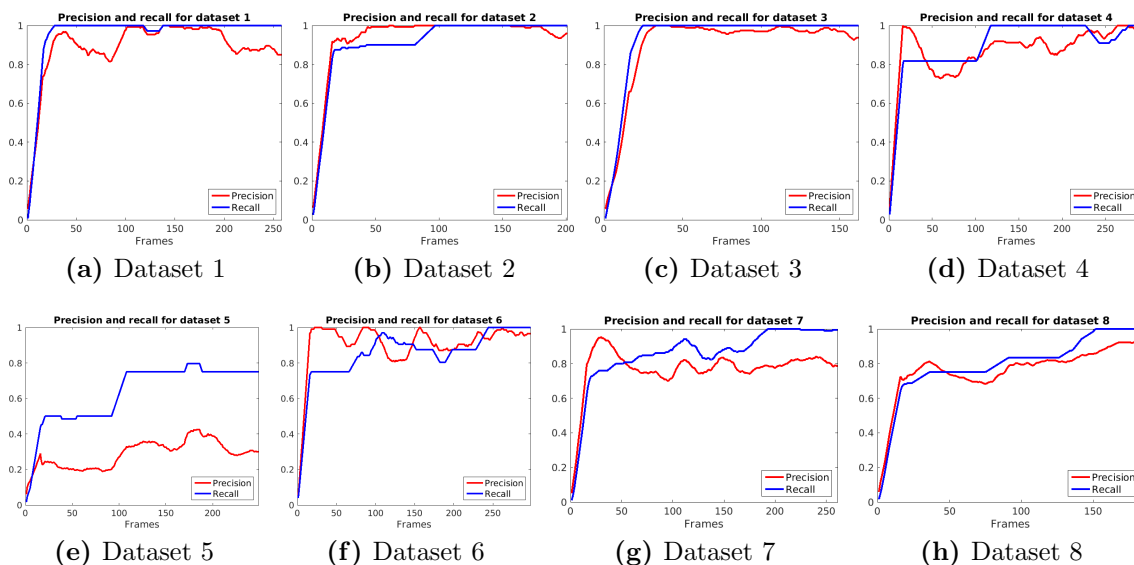 Precision and recall for dataset 1
1
0.8
0.6
0.4
0.2
0
0 50 100 150 200 250
Frames
Precision
Recall
(a) Dataset 1
Precision and recall for dataset 2
1
0.8
0.6
0.4
0.2
0
0 50 100 150 200
Frames
Precision
Recall
(b) Dataset 2
Precision and recall for dataset 3
1
0.8
0.6
0.4
0.2
0
0 50 100 150
Frames
Precision
Recall
(c) Dataset 3
Precision and recall for dataset 4
1
0.8
0.6
0.4
0.2
0
0 50 100 150 200 250
Frames
Precision
Recall
(d) Dataset 4
Precision and recall for dataset 5
1
0.8
0.6
0.4
0.2
0
0 50 100 150 200
Frames
Precision
Recall
(e) Dataset 5
Precision and recall for dataset 6
1
0.8
0.6
0.4
0.2
0
0 50 100 150 200 250
Frames
Precision
Recall
(f) Dataset 6
Precision and recall for dataset 7
1
0.8
0.6
0.4
0.2
0
0 50 100 150 200 250
Frames
Precision
Recall
(g) Dataset 7
Precision and recall for dataset 8
1
0.8
0.6
0.4
0.2
0
0 50 100 150
Frames
Precision
Recall
(h) Dataset 8